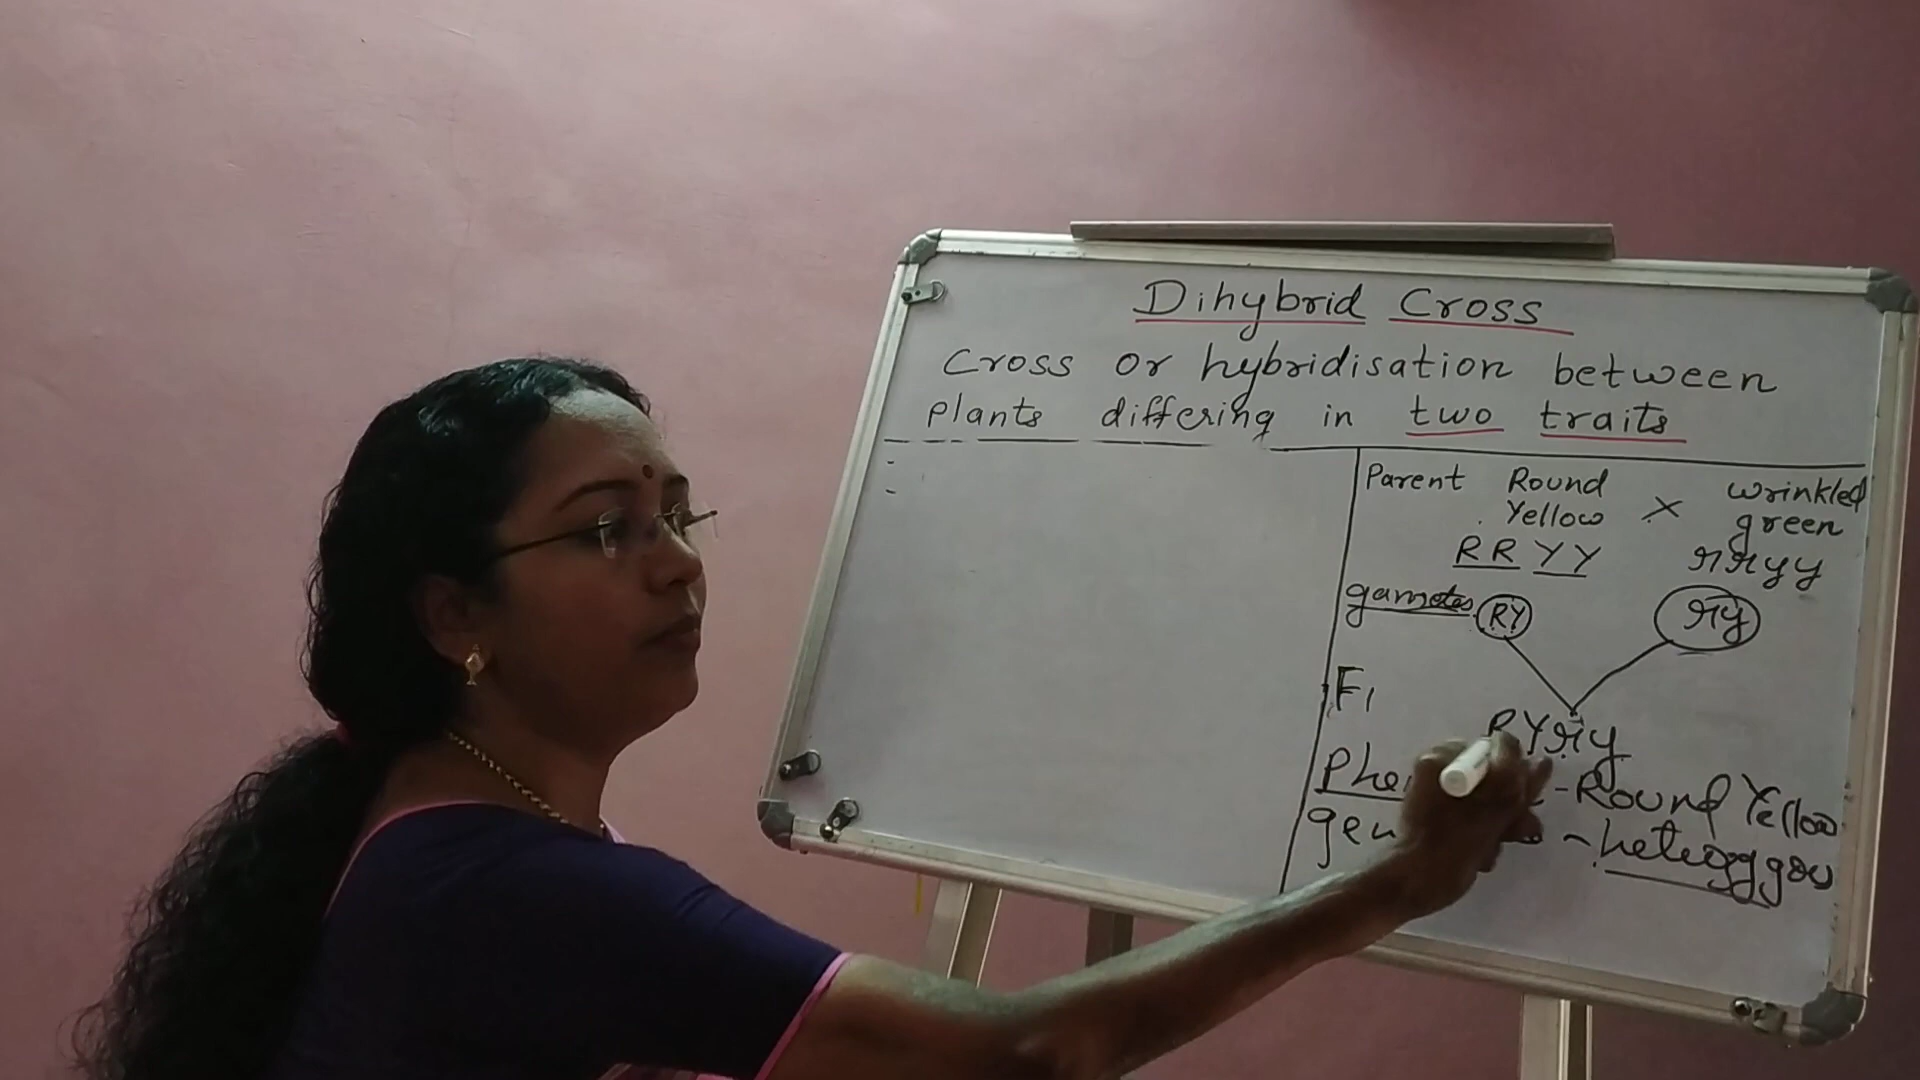 Dihybrid Cross
Cross or hybridisation between
plants differing in two traits
Parent Round Yellow × wrinkled green
RRYY rryy
gametes RY ry
F1
RYry
Round Yellow